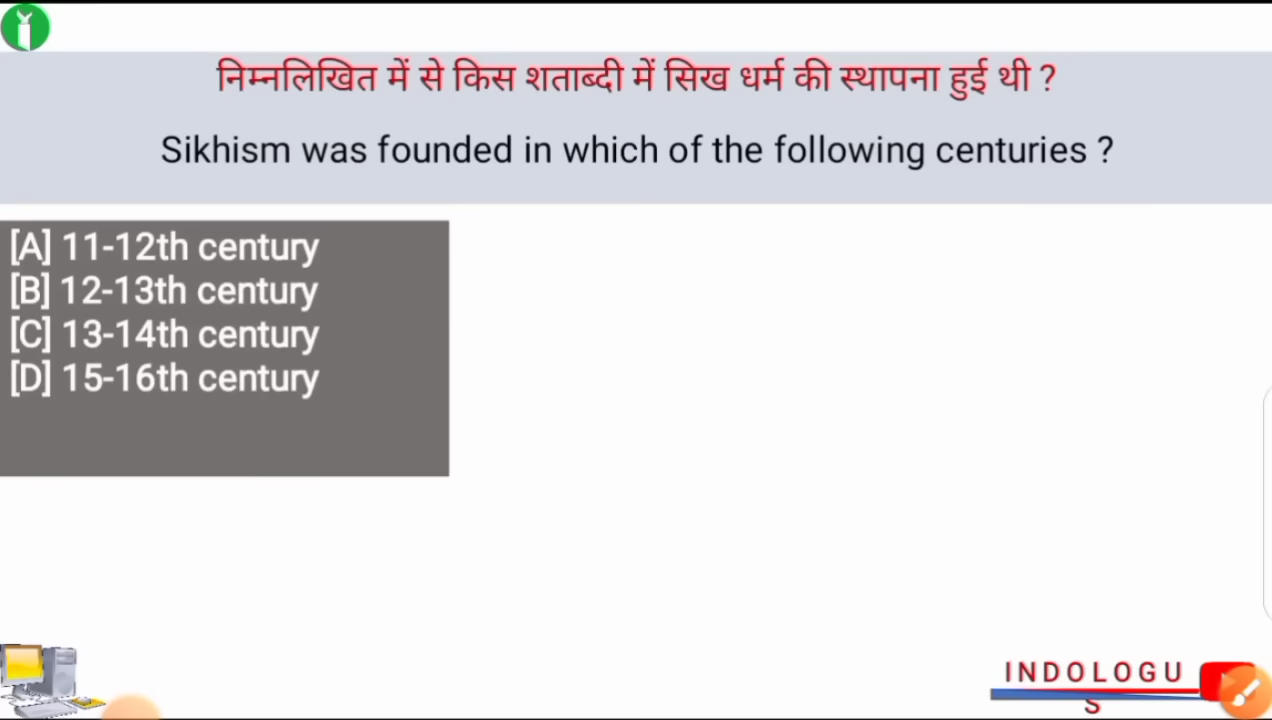 निम्नलिखित में से किस शताब्दी में सिख धर्म की स्थापना हुई थी ?
Sikhism was founded in which of the following centuries ?
[A] 11-12th century
[B] 12-13th century
[C] 13-14th century
[D] 15-16th century
INDOLOGU
S